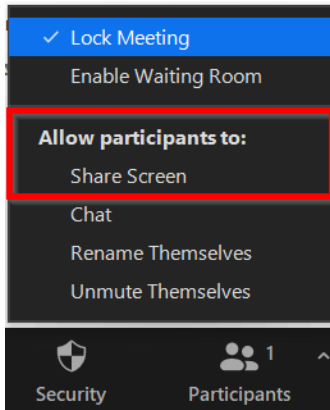 ✓ Lock Meeting
Enable Waiting Room
Allow participants to:
Share Screen
Chat
Rename Themselves
Unmute Themselves
1
Security Participants